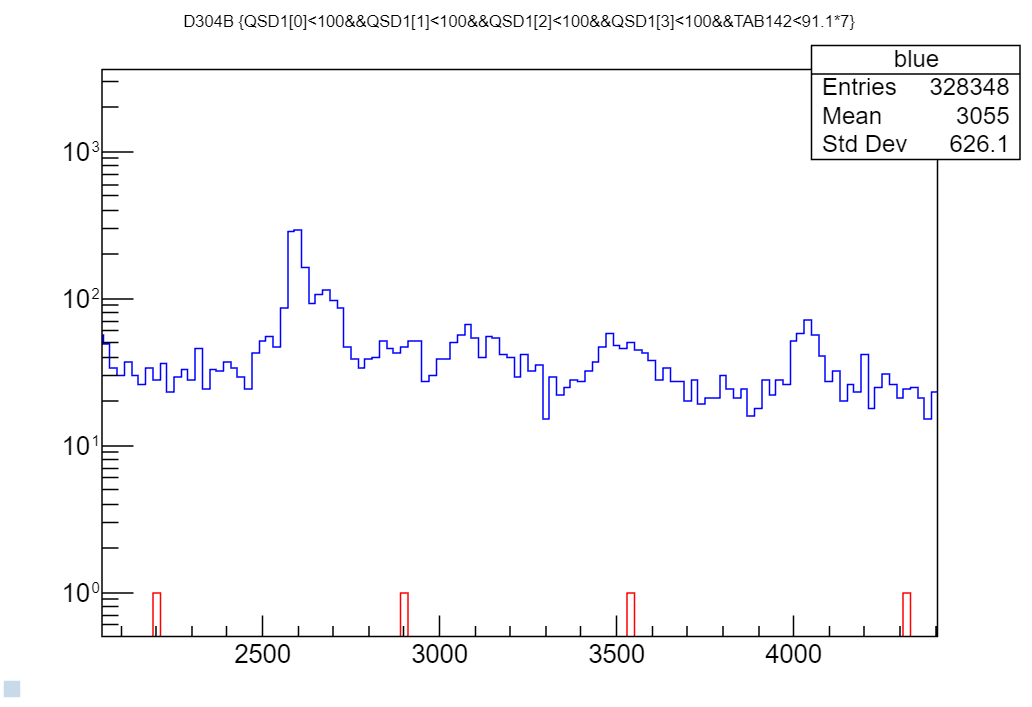 D304B {QSD1[0]<100&&QSD1[1]<100&&QSD1[2]<100&&QSD1[3]<100&&TAB142<91.1*7}
blue
Entries 328348
Mean 3055
Std Dev 626.1
10³
10²
10¹
10⁰
2500 3000 3500 4000